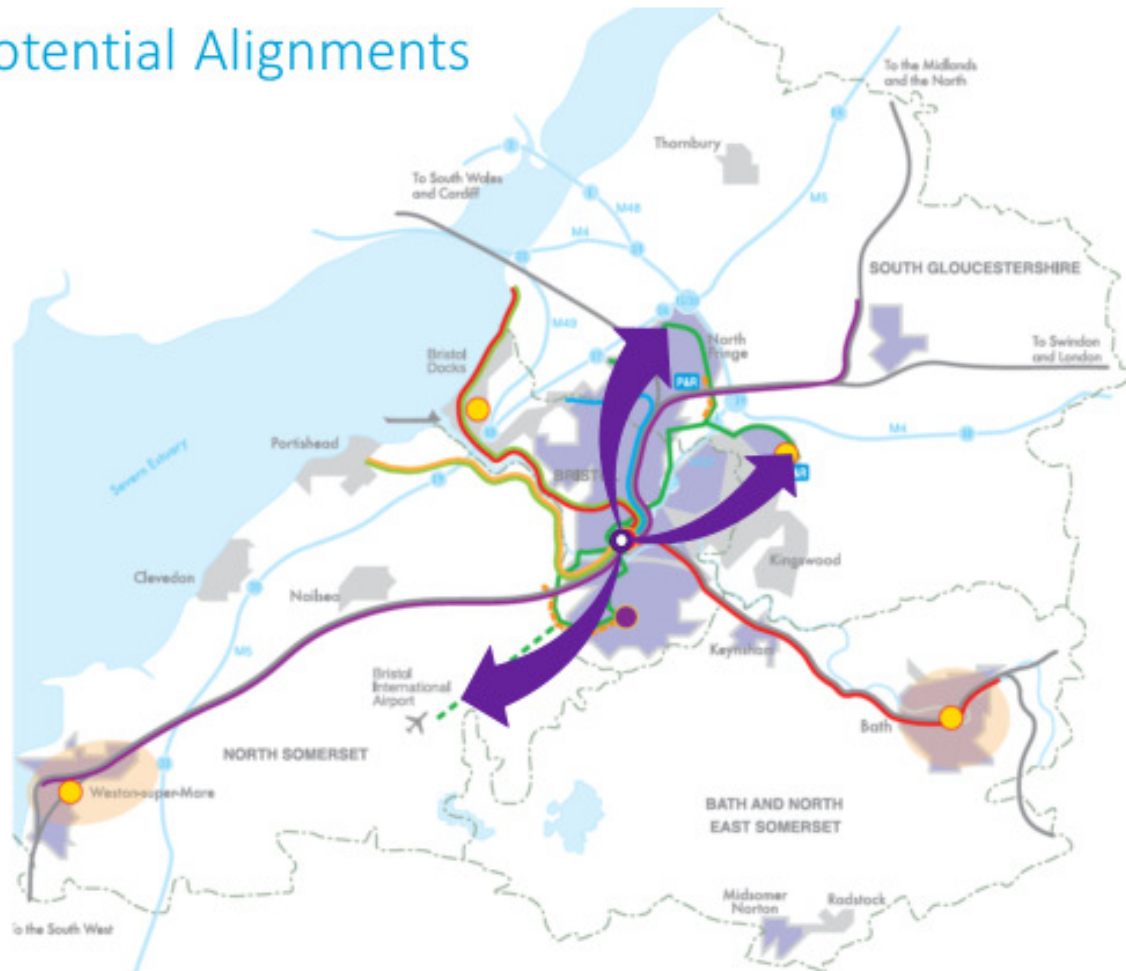 otential Alignments
To the Midlands
and the North
Thornbury
To South Wales
and Cardiff
M48
M5
M4
SOUTH GLOUCESTERSHIRE
M49
Bristol
Docks
North
Fringe
To Swindon
and London
P&R
M4
Portishead
Severn Estuary
Kingswood
Clevedon
Nailsea
Keynsham
M5
Bristol
International
Airport
Bath
NORTH SOMERSET
Weston-super-Mare
BATH AND NORTH
EAST SOMERSET
Midsomer
Norton
Radstock
To the South West